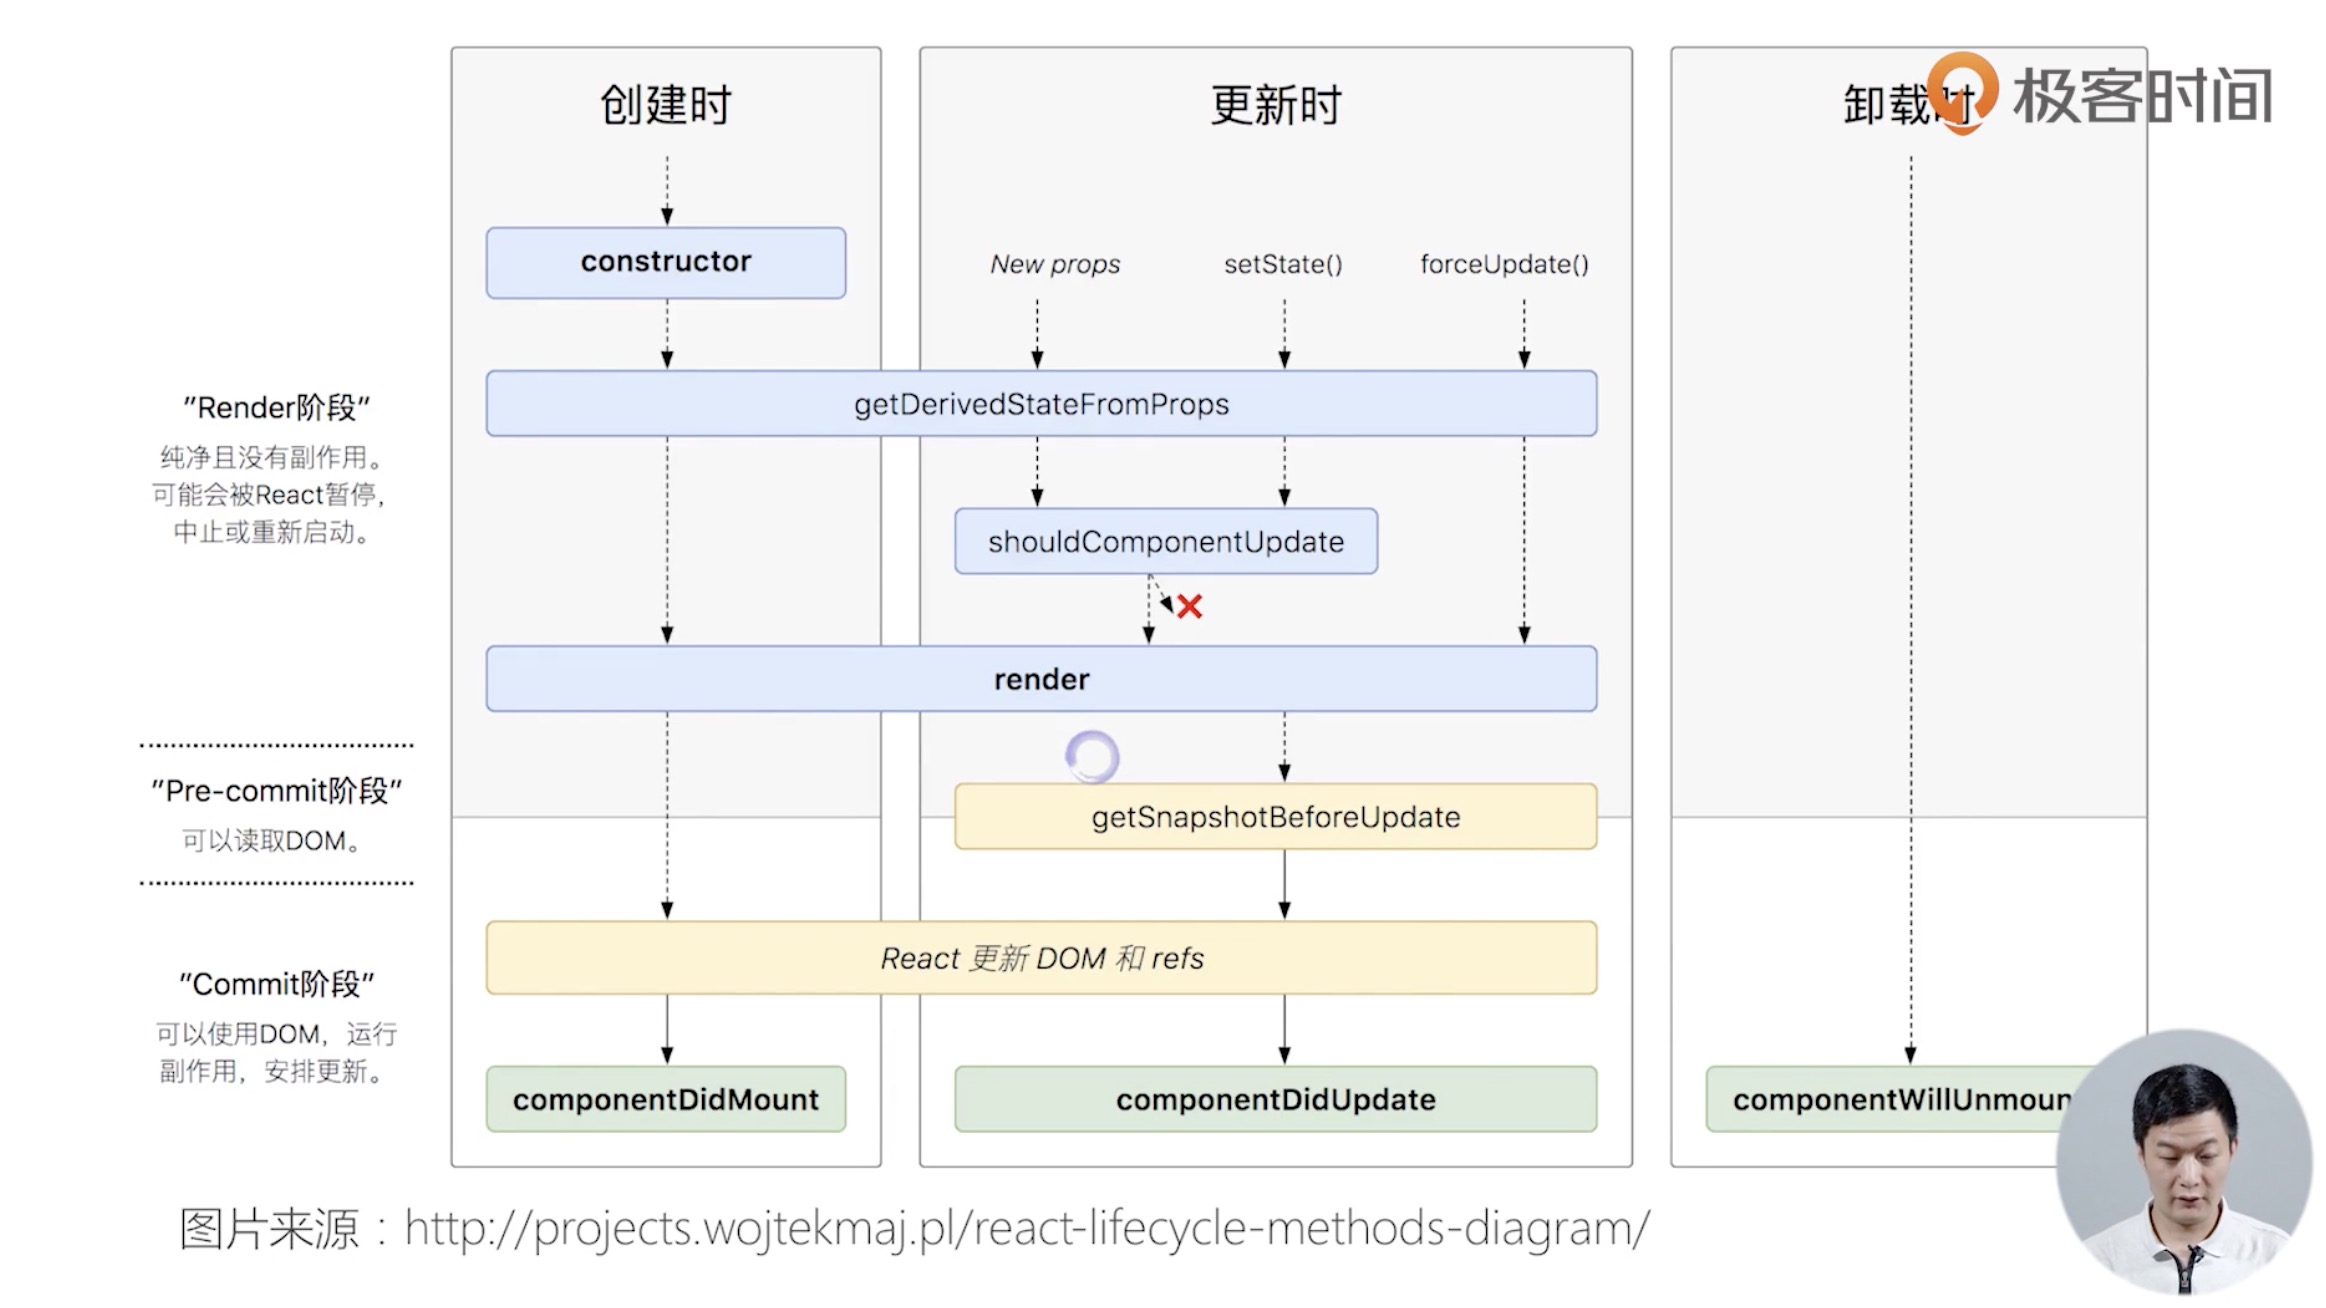 创建时
更新时
卸载时
极客时间
constructor
New props
setState()
forceUpdate()
getDerivedStateFromProps
"Render阶段"
纯净且没有副作用。
可能会被React暂停,
中止或重新启动。
shouldComponentUpdate
render
"Pre-commit阶段"
可以读取DOM。
getSnapshotBeforeUpdate
React 更新 DOM 和 refs
"Commit阶段"
可以使用DOM，运行
副作用，安排更新。
componentDidMount
componentDidUpdate
componentWillUnmoun
图片来源：http://projects.wojtekmaj.pl/react-lifecycle-methods-diagram/